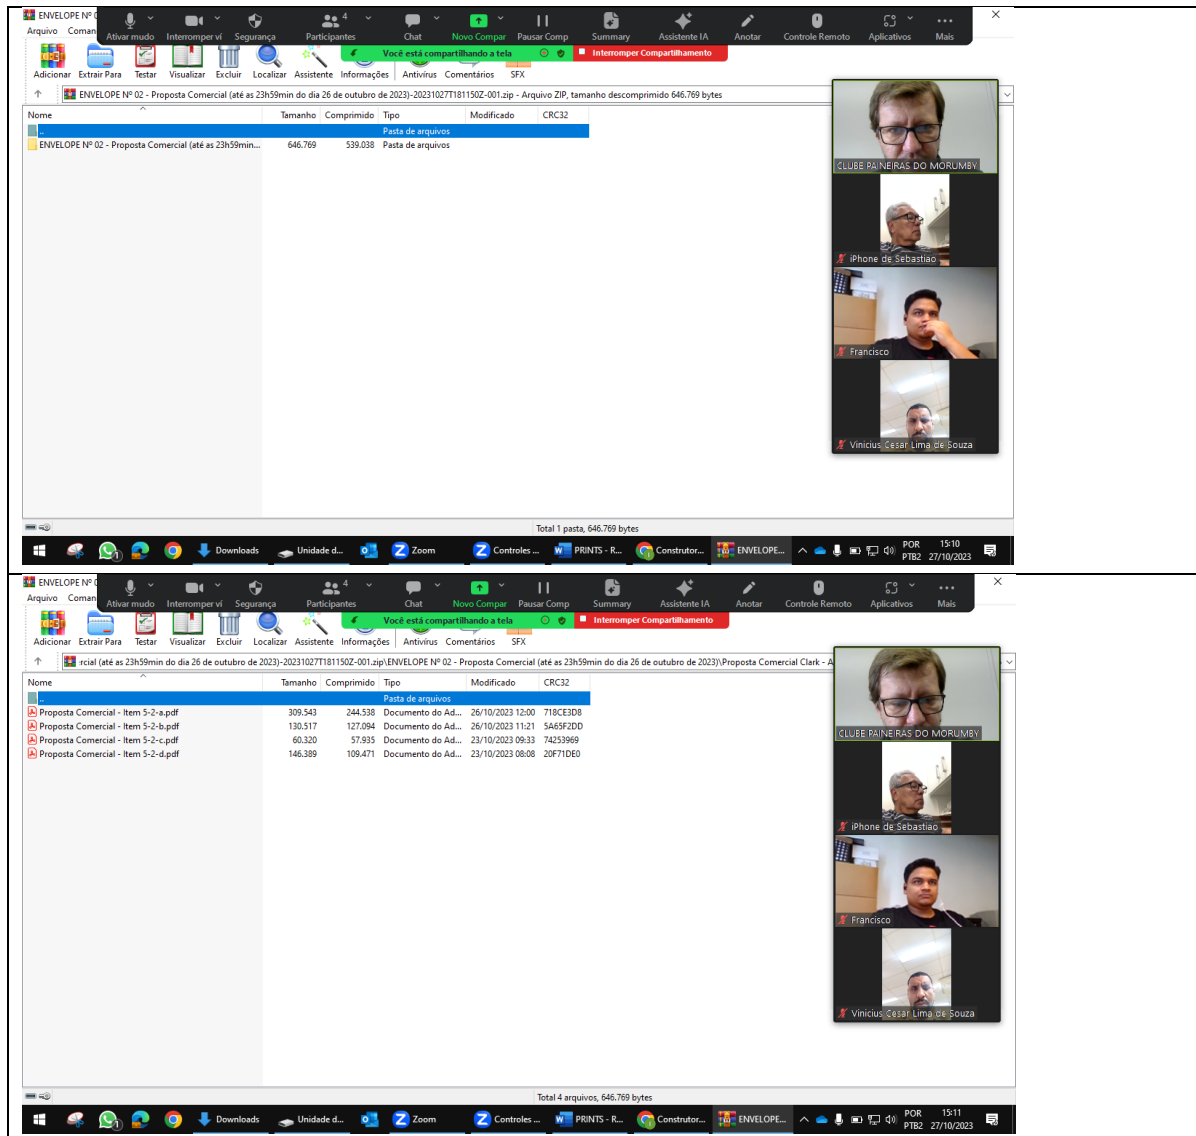 ENVELOPE Nº 0
Arquivo Coman
Ativar mudo Interromper ví Segurança Participantes 4 Chat Novo Compar Pausar Comp Summary Assistente IA Anotar Controle Remoto Aplicativos Mais
Você está compartilhando a tela Interromper Compartilhamento
Adicionar Extrair Para Testar Visualizar Excluir Localizar Assistente Informações Antivírus Comentários SFX
ENVELOPE Nº 02 - Proposta Comercial (até as 23h59min do dia 26 de outubro de 2023)-20231027T181150Z-001.zip - Arquivo ZIP, tamanho descomprimido 646.769 bytes
Nome Tamanho Comprimido Tipo Modificado CRC32
.. Pasta de arquivos
ENVELOPE Nº 02 - Proposta Comercial (até as 23h59min... 646.769 539.038 Pasta de arquivos
CLUBE PAINEIRAS DO MORUMBY
iPhone de Sebastiao
Francisco
Vinicius Cesar Lima de Souza
Total 1 pasta, 646.769 bytes
1 Downloads Unidade d... Zoom Controles ... PRINTS - R... Construtor... ENVELOPE... POR 15:10
PTB2 27/10/2023
ENVELOPE Nº 0
Arquivo Coman
Ativar mudo Interromper ví Segurança Participantes 4 Chat Novo Compar Pausar Comp Summary Assistente IA Anotar Controle Remoto Aplicativos Mais
Você está compartilhando a tela Interromper Compartilhamento
Adicionar Extrair Para Testar Visualizar Excluir Localizar Assistente Informações Antivírus Comentários SFX
rcial (até as 23h59min do dia 26 de outubro de 2023)-20231027T181150Z-001.zip\ENVELOPE Nº 02 - Proposta Comercial (até as 23h59min do dia 26 de outubro de 2023)\Proposta Comercial Clark - A
Nome Tamanho Comprimido Tipo Modificado CRC32
.. Pasta de arquivos
Proposta Comercial - Item 5-2-a.pdf 309.543 244.538 Documento do Ad... 26/10/2023 12:00 718CE3D8
Proposta Comercial - Item 5-2-b.pdf 130.517 127.094 Documento do Ad... 26/10/2023 11:21 5A65F2DD
Proposta Comercial - Item 5-2-c.pdf 60.320 57.935 Documento do Ad... 23/10/2023 09:33 74253969
Proposta Comercial - Item 5-2-d.pdf 146.389 109.471 Documento do Ad... 23/10/2023 08:08 20F71DE0
CLUBE PAINEIRAS DO MORUMBY
iPhone de Sebastiao
Francisco
Vinicius Cesar Lima de Souza
Total 4 arquivos, 646.769 bytes
1 Downloads Unidade d... Zoom Controles ... PRINTS - R... Construtor... ENVELOPE... POR 15:11
PTB2 27/10/2023